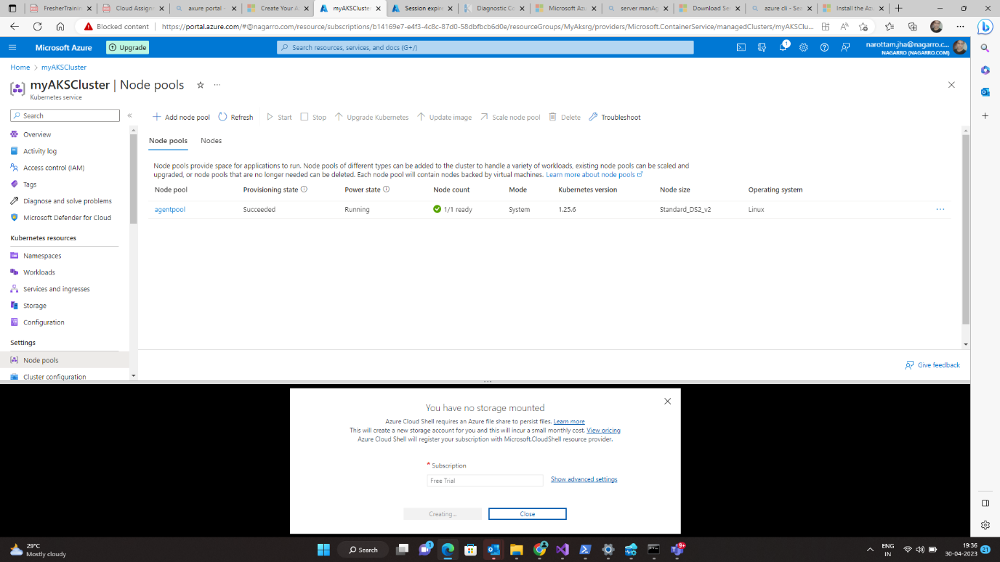 FresherTrainin
Cloud Assignm
axure portal -
Create Your A
myAKSCluster
Session expire
Diagnostic Co
Microsoft Azu
server manAg
Download Ser
azure cli - Sea
Install the Azu
Blocked content
https://portal.azure.com/#@nagarro.com/resource/subscriptions/b14169e7-e4f3-4c8c-87d0-58dbfbcb6d0e/resourceGroups/MyAksrg/providers/Microsoft.ContainerService/managedClusters/myAKSClu...
Microsoft Azure
Upgrade
Search resources, services, and docs (G+/)
1
narottam.jha@nagarro.c...
NAGARRO (NAGARRO.COM)
Home > myAKSCluster
myAKSCluster | Node pools
Kubernetes service
Search
Overview
Activity log
Access control (IAM)
Tags
Diagnose and solve problems
Microsoft Defender for Cloud
Kubernetes resources
Namespaces
Workloads
Services and ingresses
Storage
Configuration
Settings
Node pools
Cluster configuration
Add node pool
Refresh
Start
Stop
Upgrade Kubernetes
Update image
Scale node pool
Delete
Troubleshoot
Node pools
Nodes
Node pools provide space for applications to run. Node pools of different types can be added to the cluster to handle a variety of workloads, existing node pools can be scaled and
upgraded, or node pools that are no longer needed can be deleted. Each node pool will contain nodes backed by virtual machines. Learn more about node pools
Node pool Provisioning state Power state Node count Mode Kubernetes version Node size Operating system
agentpool Succeeded Running 1/1 ready System 1.25.6 Standard_DS2_v2 Linux
Give feedback
You have no storage mounted
Azure Cloud Shell requires an Azure file share to persist files. Learn more
This will create a new storage account for you and this will incur a small monthly cost. View pricing
Azure Cloud Shell will register your subscription with Microsoft.CloudShell resource provider.
* Subscription
Free Trial
Show advanced settings
Creating...
Close
29°C
Mostly cloudy
Search
1
9+
ENG
IN
19:36
30-04-2023
21